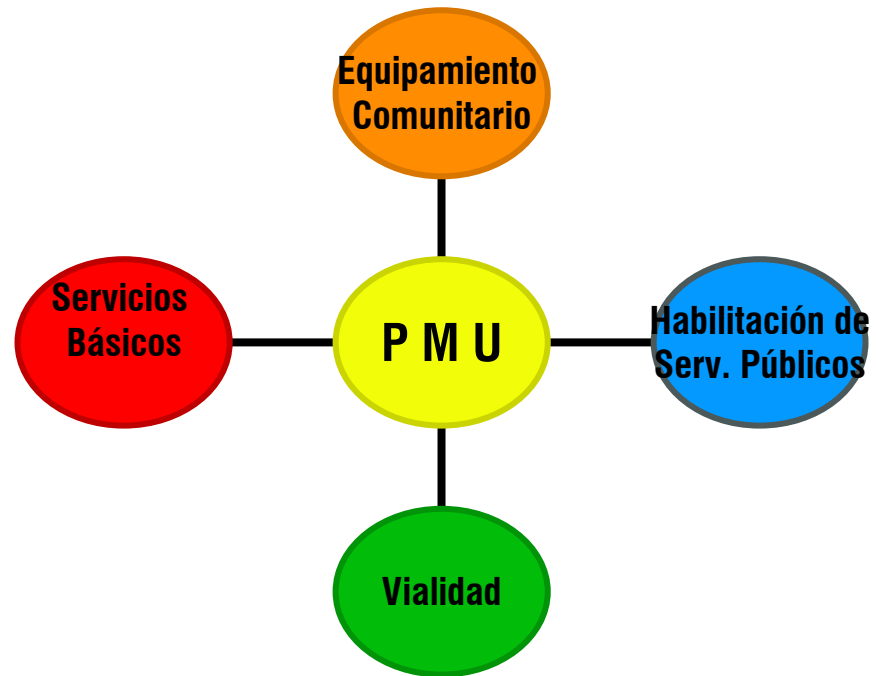 Equipamiento
Comunitario
Servicios
Básicos
P M U
Habilitación de
Serv. Públicos
Vialidad